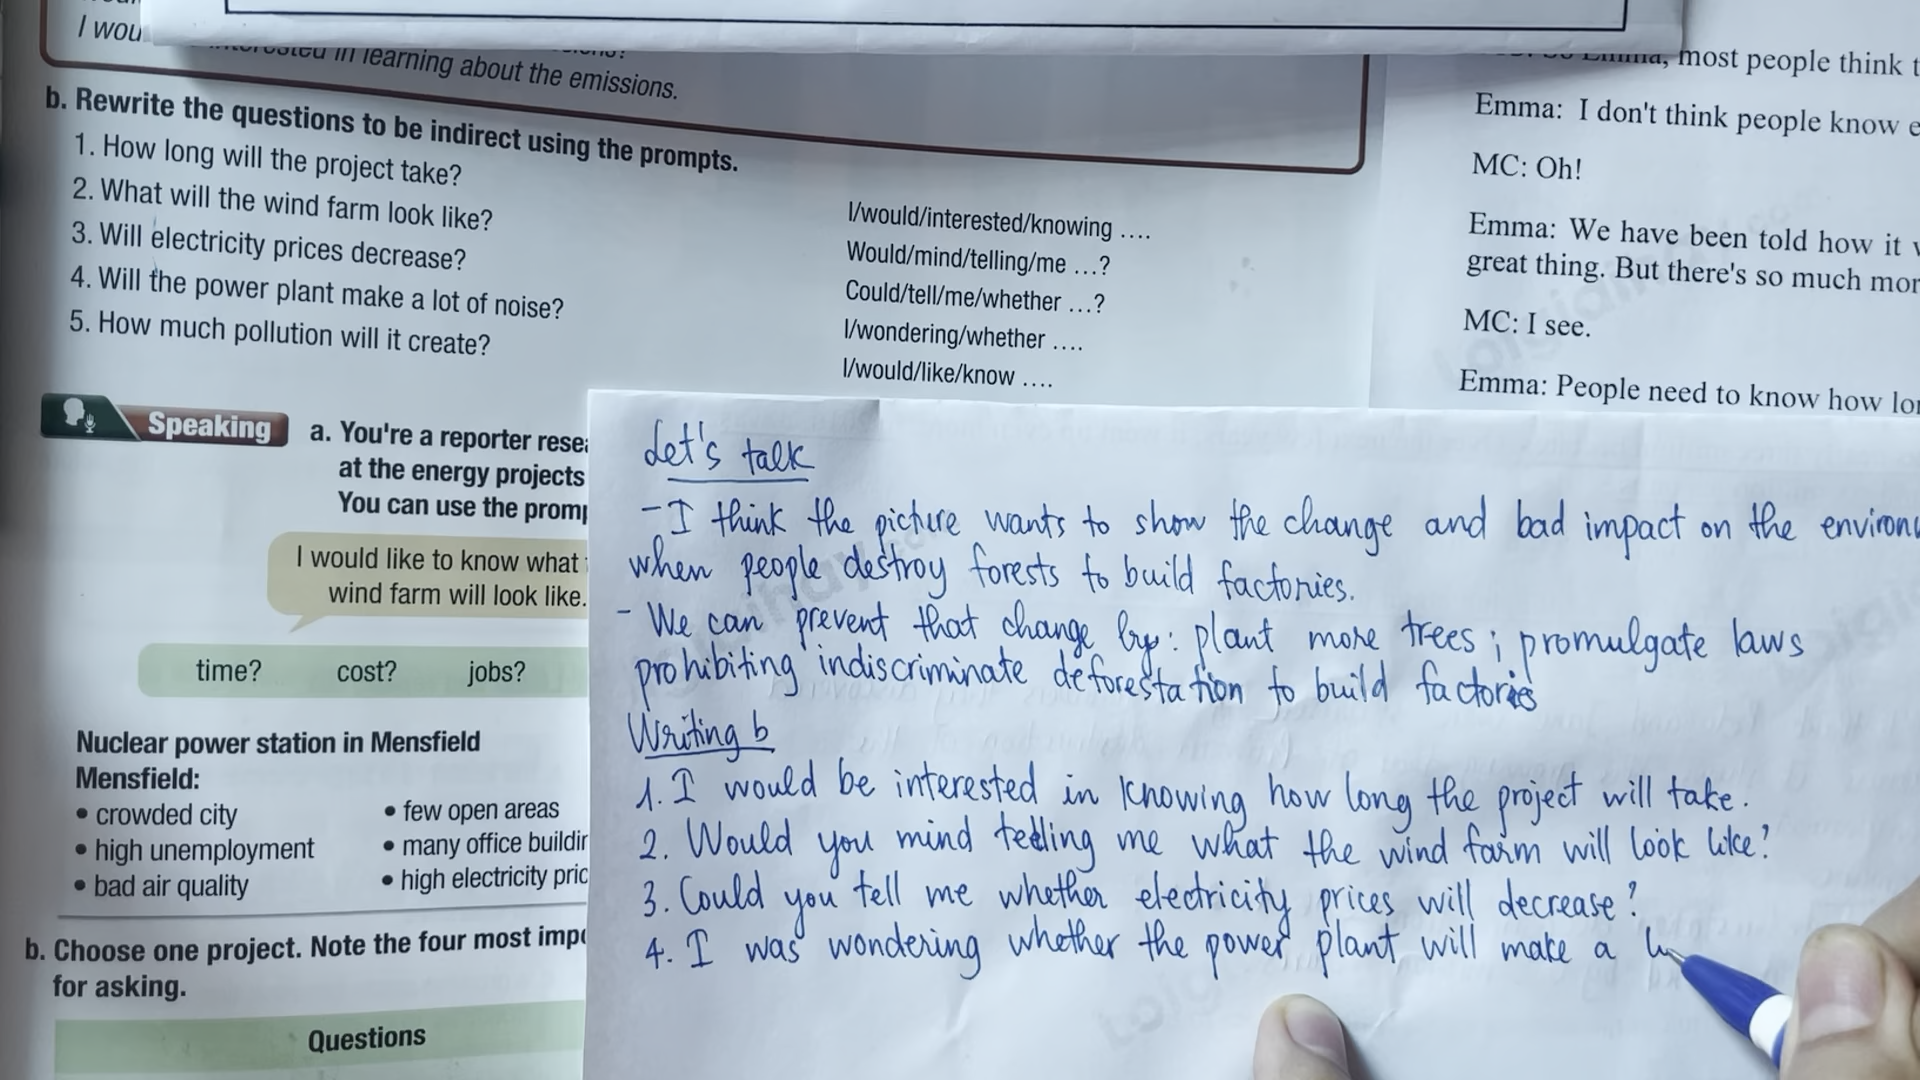 I wou
interested in learning about the emissions.
b. Rewrite the questions to be indirect using the prompts.
1. How long will the project take?
2. What will the wind farm look like?
3. Will electricity prices decrease?
4. Will the power plant make a lot of noise?
5. How much pollution will it create?
I/would/interested/knowing ....
Would/mind/telling/me ...?
Could/tell/me/whether ...?
I/wondering/whether ....
I/would/like/know ....
Speaking
a. You're a reporter rese
at the energy projects
You can use the promp
I would like to know what
wind farm will look like.
time? cost? jobs?
Nuclear power station in Mensfield
Mensfield:
• crowded city
• high unemployment
• bad air quality
• few open areas
• many office buildin
• high electricity pric
b. Choose one project. Note the four most impo
for asking.
Questions
Emma, most people think t
Emma: I don't think people know e
MC: Oh!
Emma: We have been told how it w
great thing. But there's so much mor
MC: I see.
Emma: People need to know how lon
Let's talk
- I think the picture wants to show the change and bad impact on the environ
when people destroy forests to build factories.
- We can prevent that change by: plant more trees; promulgate laws
prohibiting indiscriminate deforestation to build factories
Writing b
1. I would be interested in knowing how long the project will take.
2. Would you mind telling me what the wind farm will look like?
3. Could you tell me whether electricity prices will decrease?
4. I was wondering whether the power plant will make a